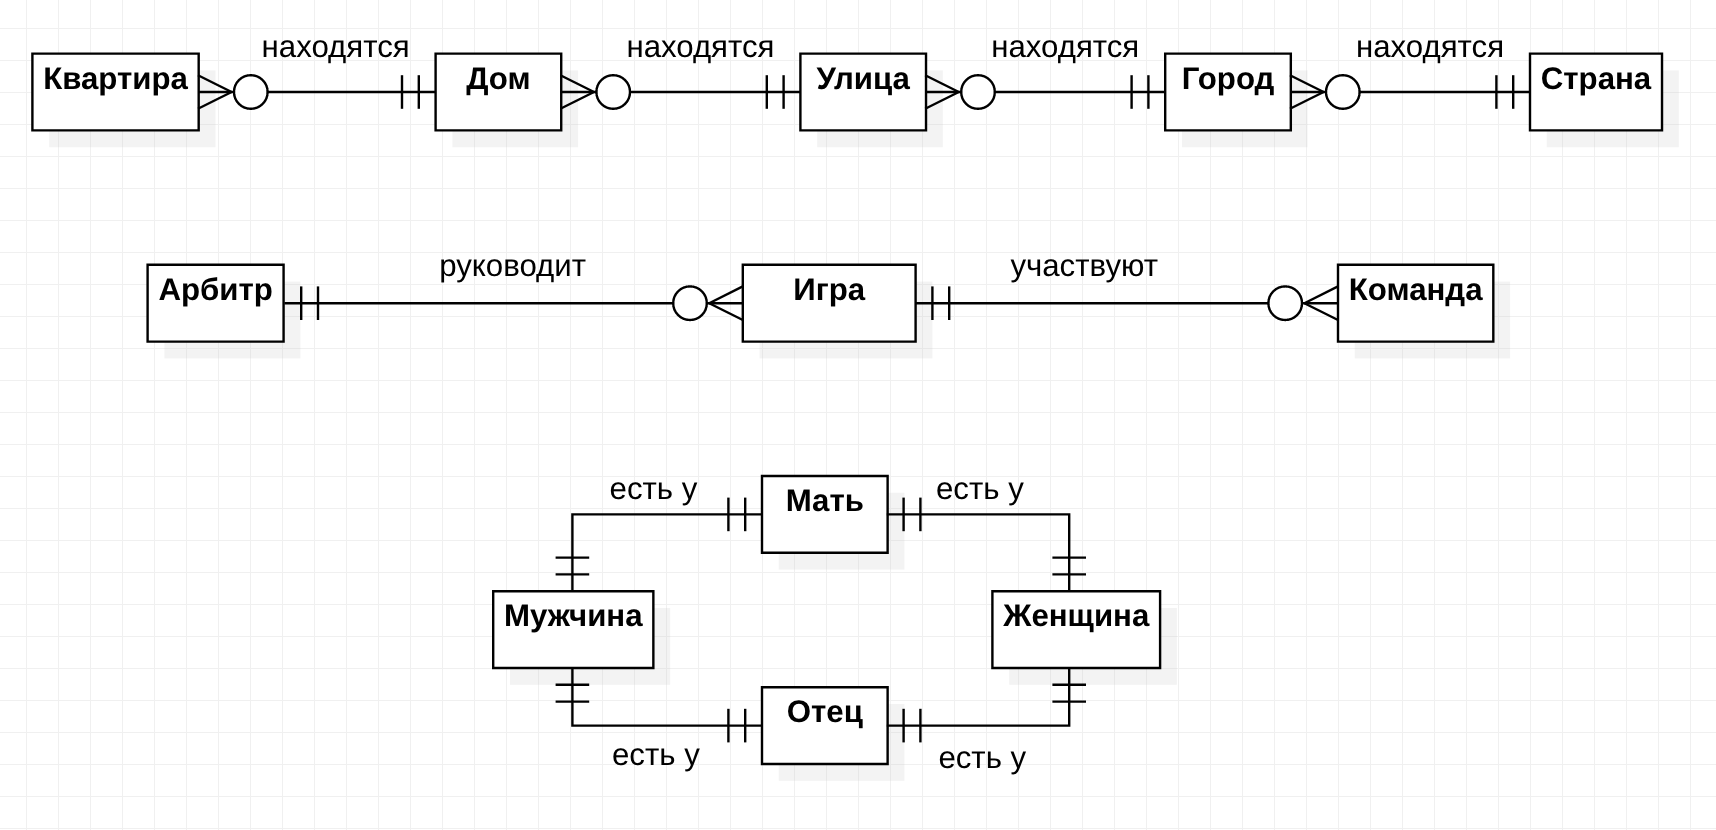 находятся
находятся
находятся
находятся
Квартира
Дом
Улица
Город
Страна
руководит
участвуют
Арбитр
Игра
Команда
есть у
Мать
есть у
Мужчина
Женщина
Отец
есть у
есть у